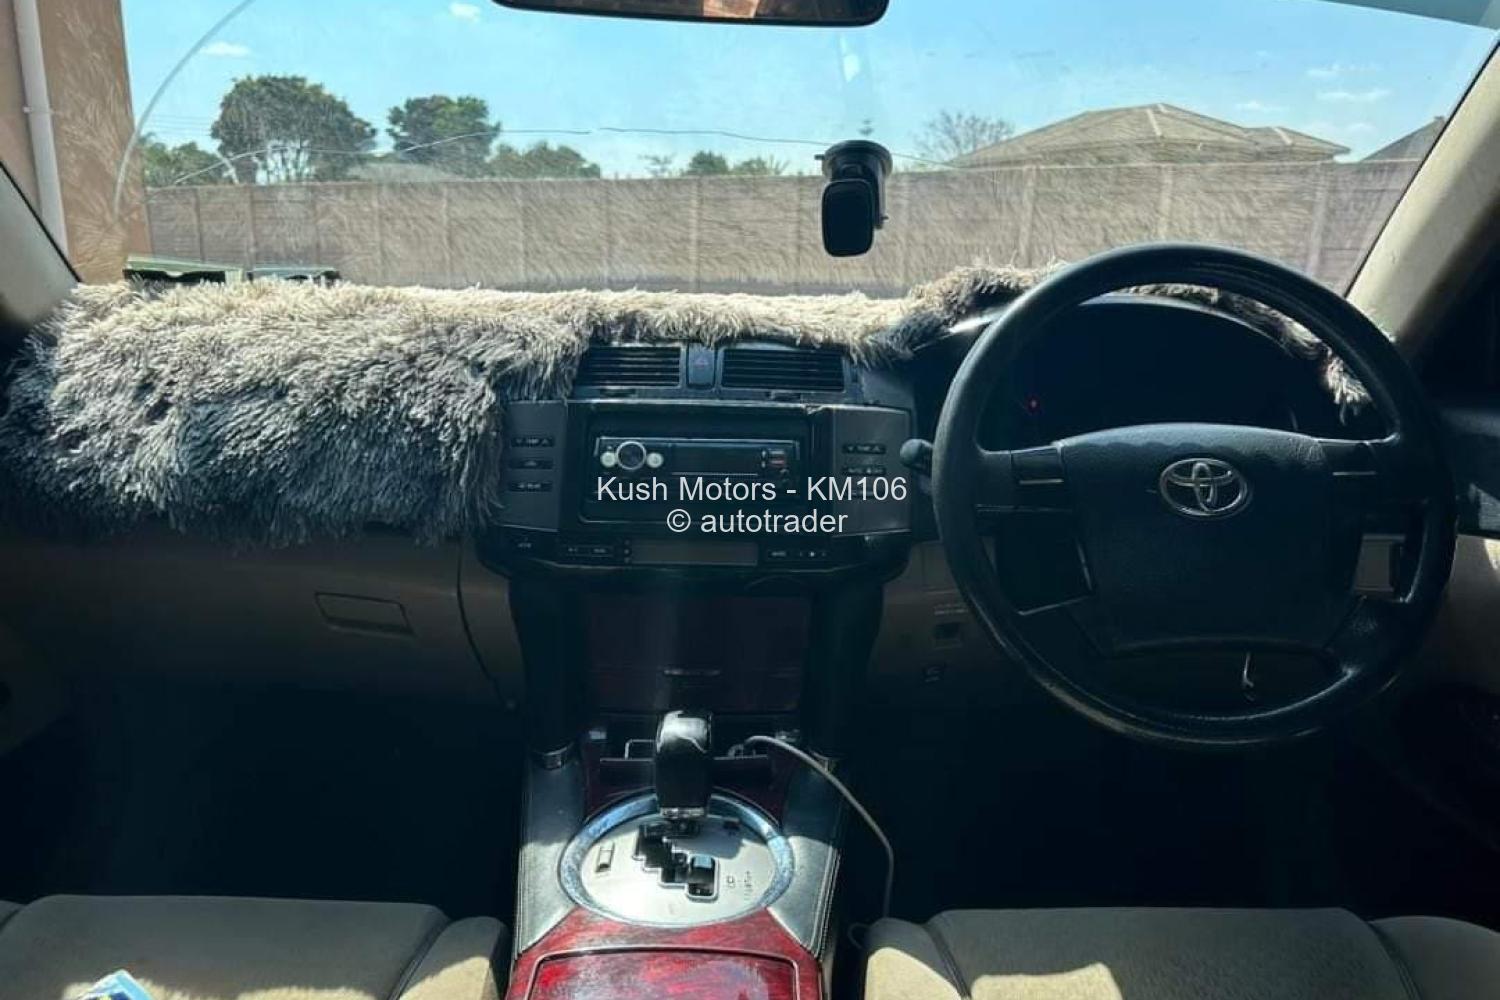 Kush Motors - KM106
© autotrader